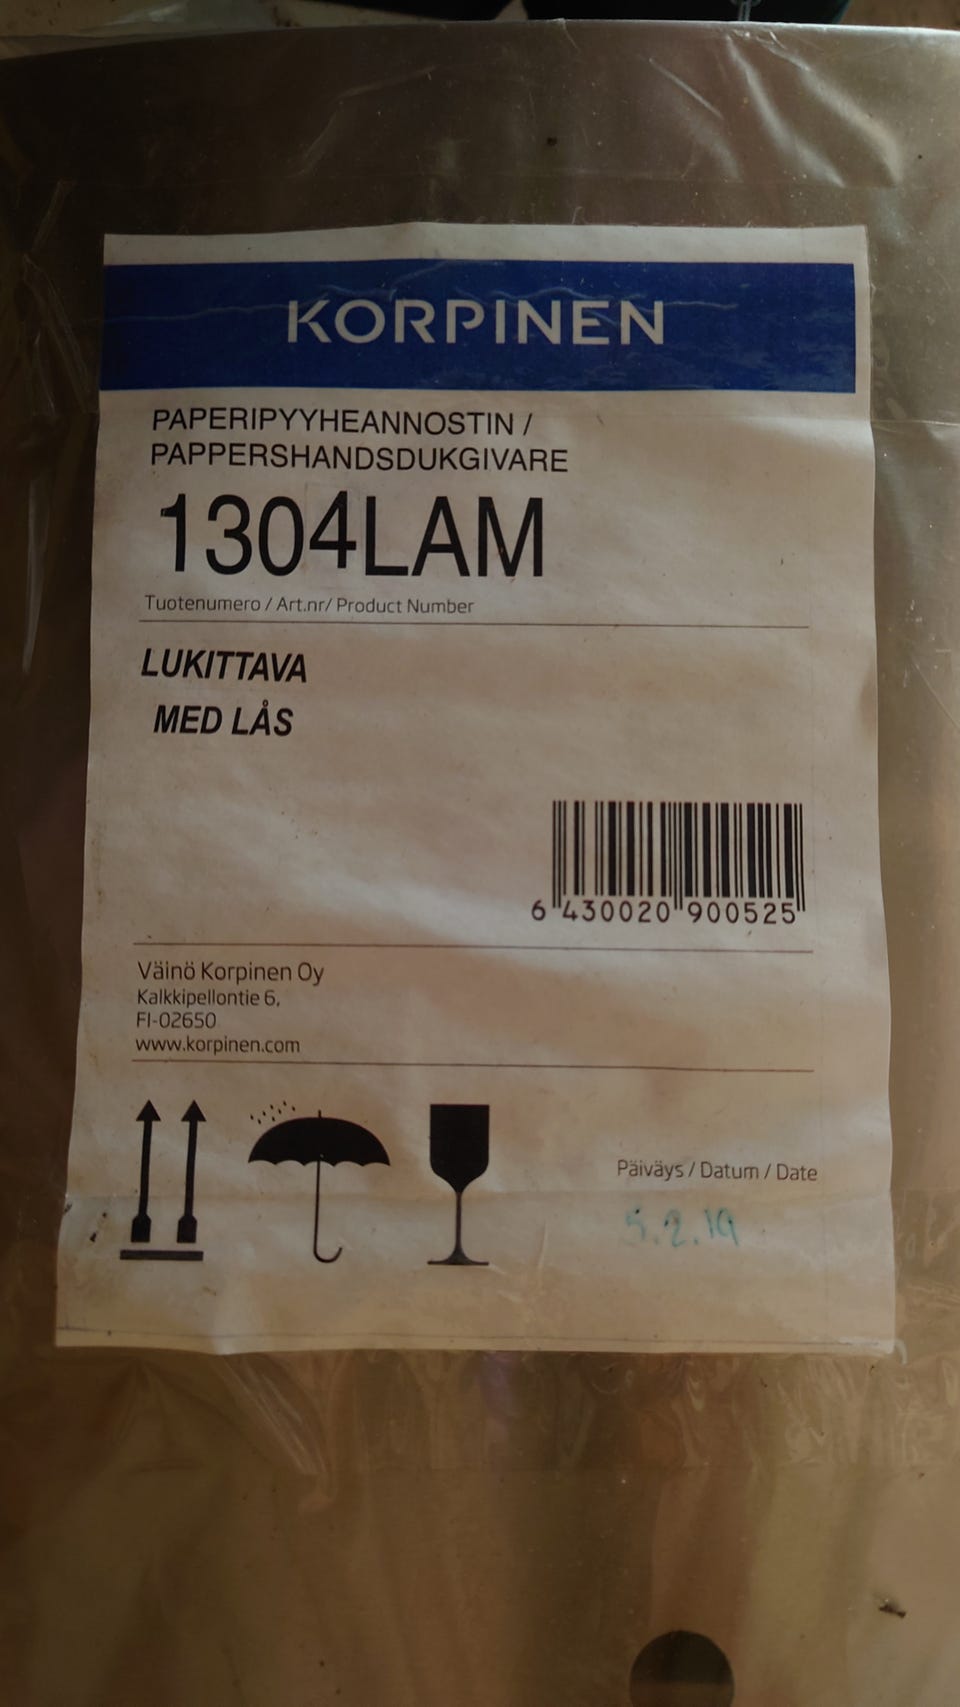 KORPINEN
PAPERIPYYHEANNOSTIN /
PAPPERSHANDSDUKGIVARE
1304LAM
Tuotenumero / Art.nr/ Product Number
LUKITTAVA
MED LÅS
6 430020 900525
Väinö Korpinen Oy
Kalkkipellontie 6,
FI-02650
www.korpinen.com
Päiväys / Datum / Date
5.2.19